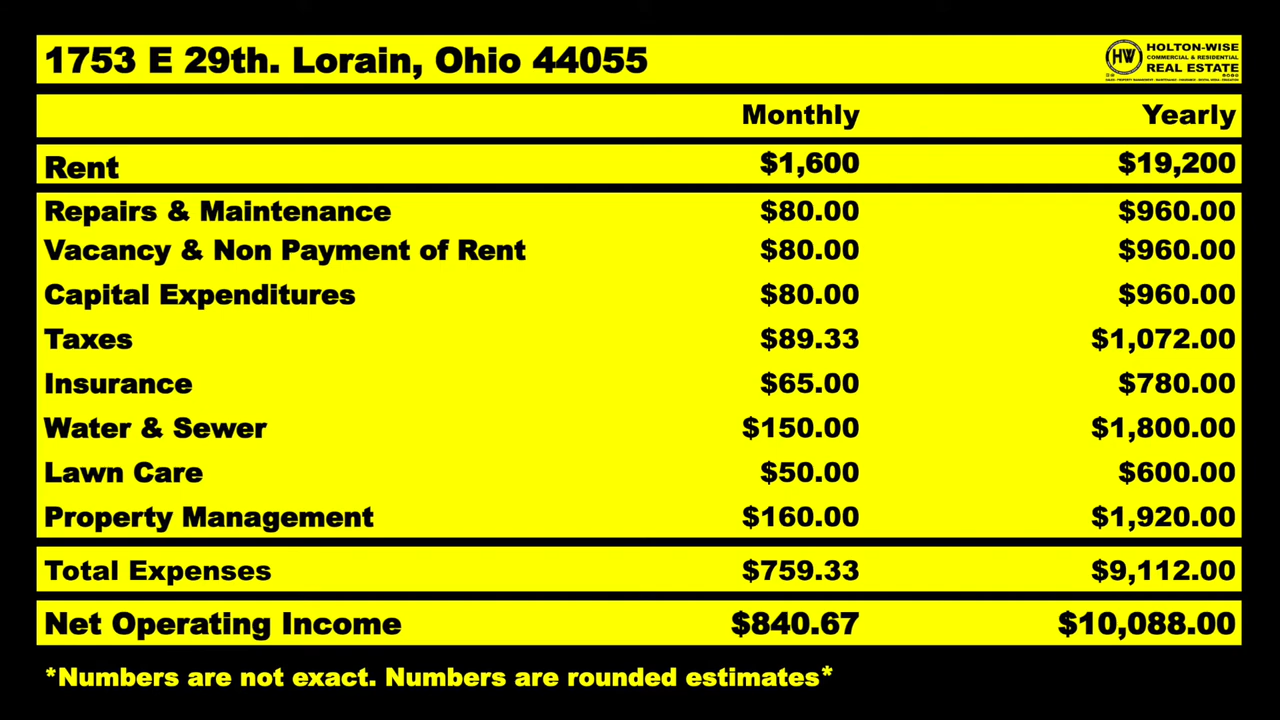 1753 E 29th. Lorain, Ohio 44055
HW
HOLTON-WISE
COMMERCIAL & RESIDENTIAL
REAL ESTATE
Monthly Yearly
Rent $1,600 $19,200
Repairs & Maintenance $80.00 $960.00
Vacancy & Non Payment of Rent $80.00 $960.00
Capital Expenditures $80.00 $960.00
Taxes $89.33 $1,072.00
Insurance $65.00 $780.00
Water & Sewer $150.00 $1,800.00
Lawn Care $50.00 $600.00
Property Management $160.00 $1,920.00
Total Expenses $759.33 $9,112.00
Net Operating Income $840.67 $10,088.00
*Numbers are not exact. Numbers are rounded estimates*